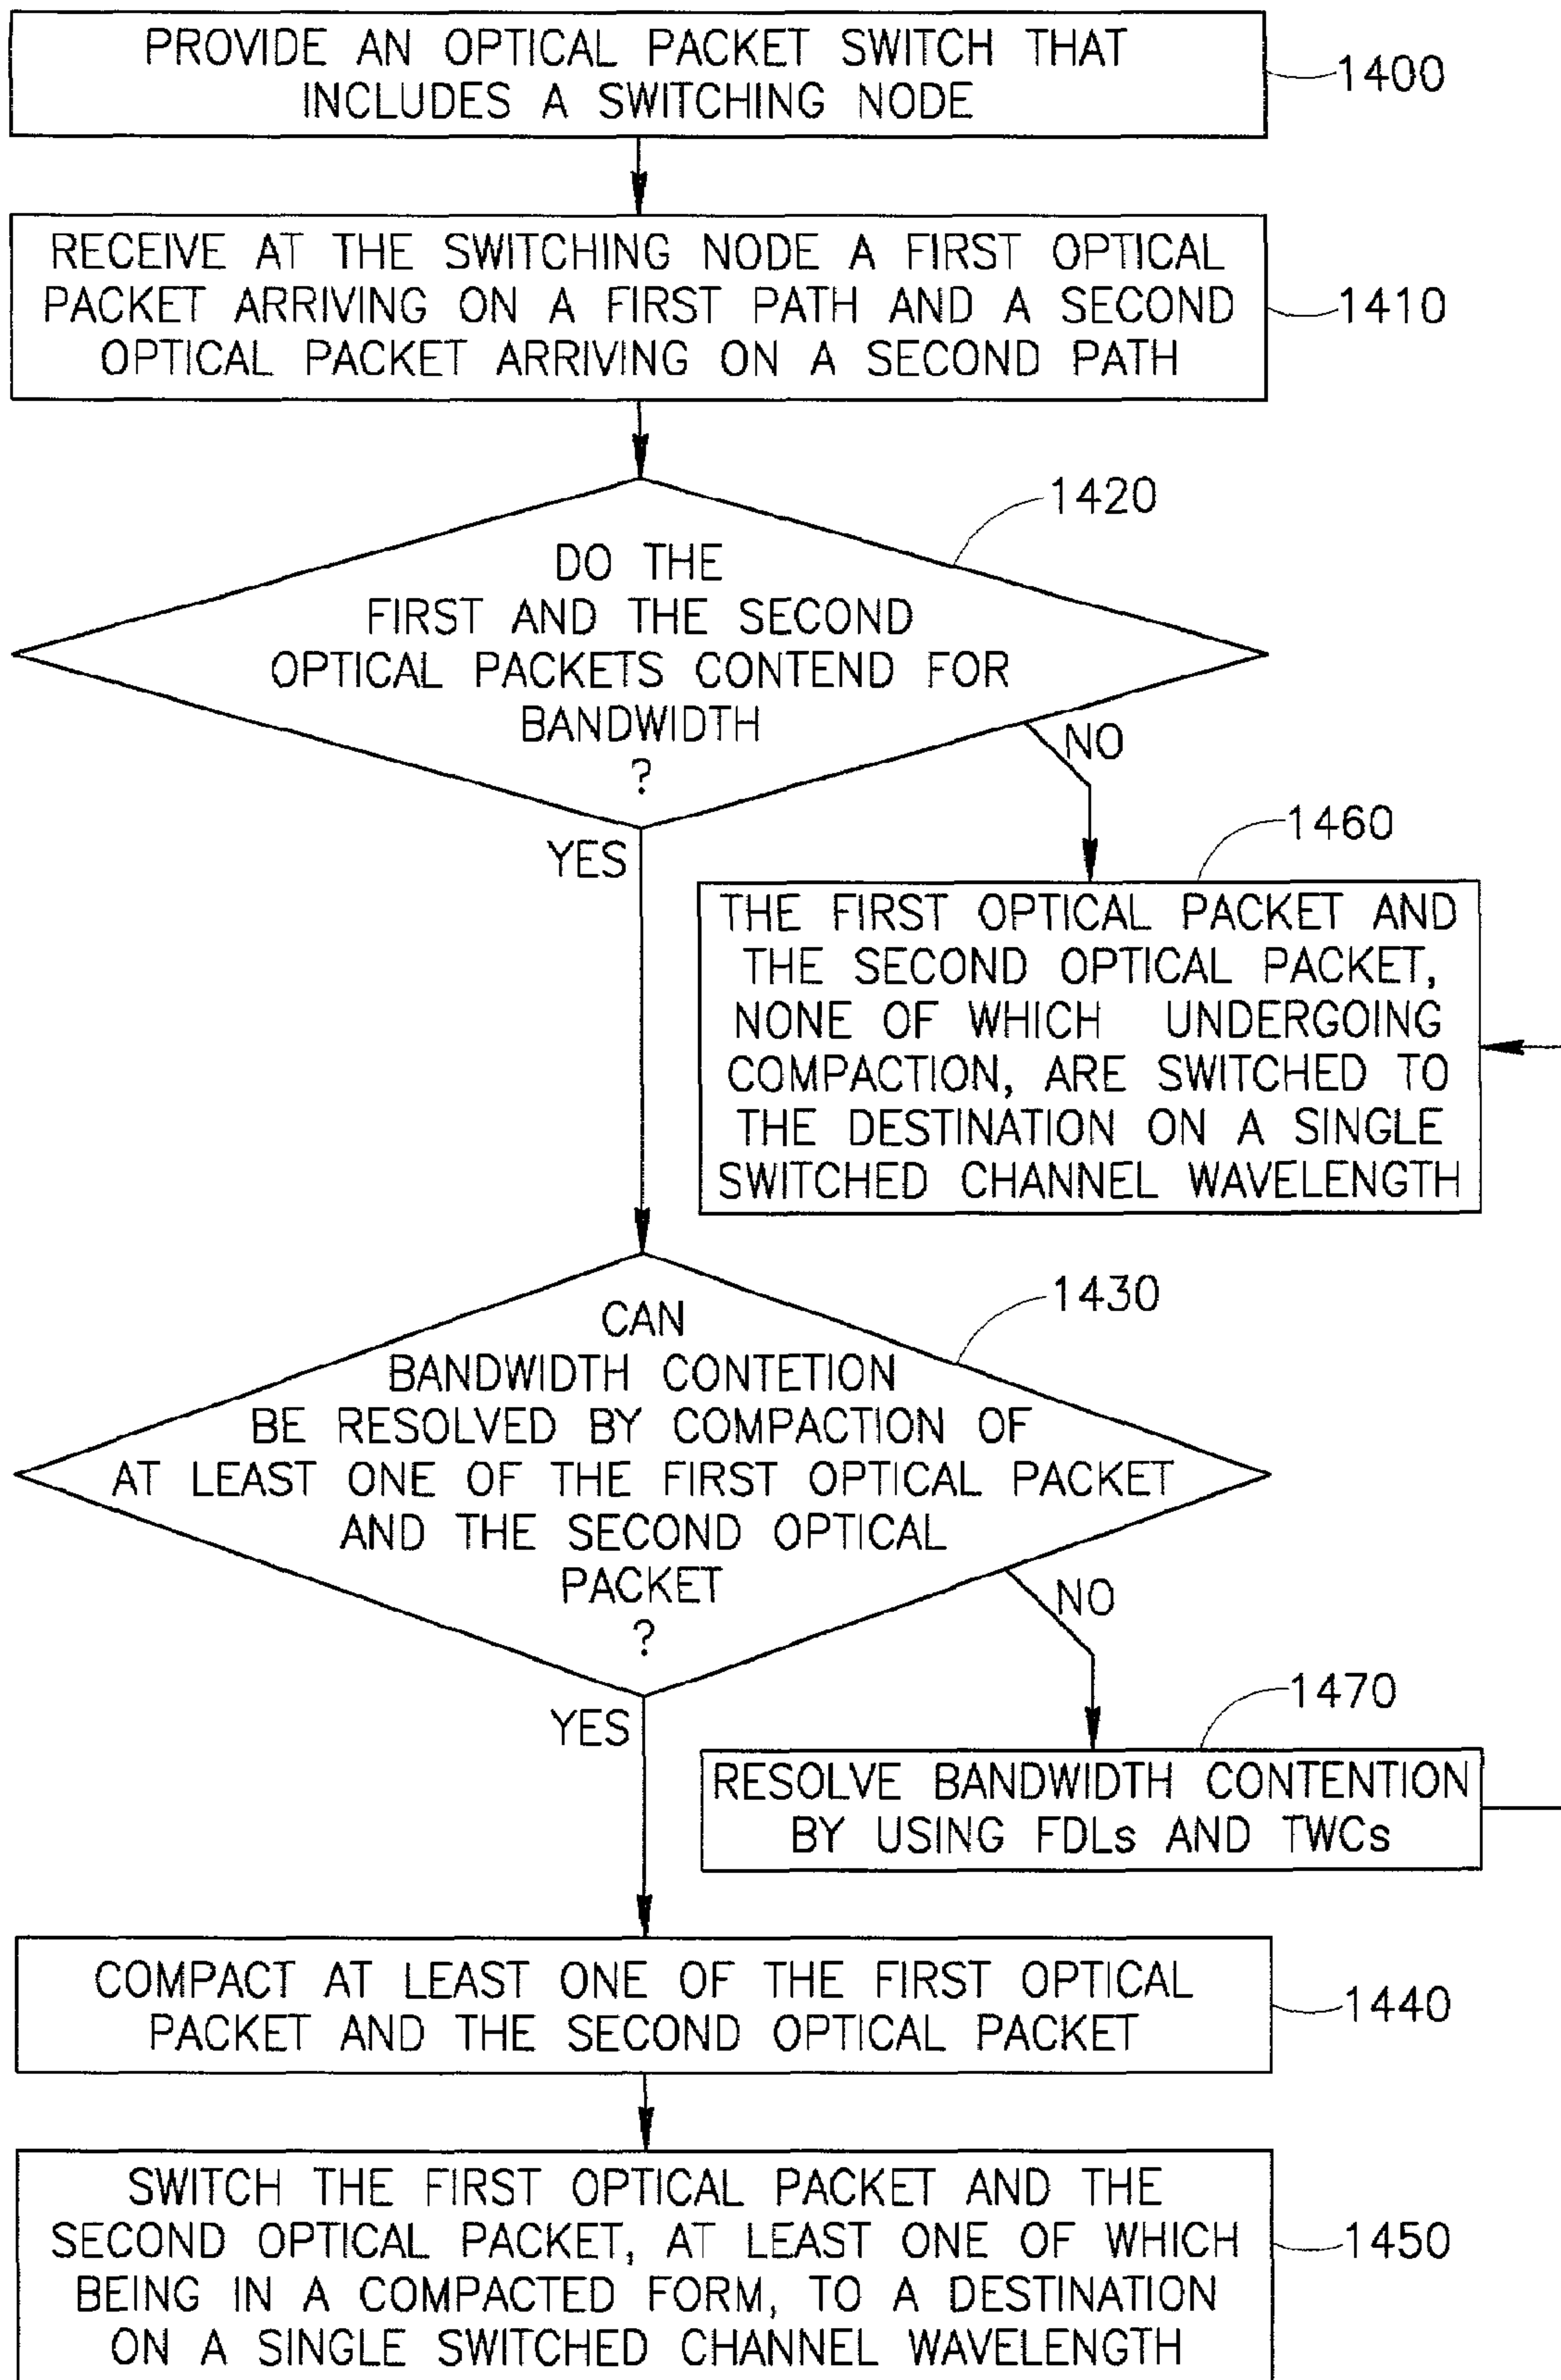 PROVIDE AN OPTICAL PACKET SWITCH THAT
INCLUDES A SWITCHING NODE
1400
RECEIVE AT THE SWITCHING NODE A FIRST OPTICAL
PACKET ARRIVING ON A FIRST PATH AND A SECOND
OPTICAL PACKET ARRIVING ON A SECOND PATH
1410
1420
DO THE
FIRST AND THE SECOND
OPTICAL PACKETS CONTEND FOR
BANDWIDTH
?
NO
YES
1460
THE FIRST OPTICAL PACKET AND
THE SECOND OPTICAL PACKET,
NONE OF WHICH UNDERGOING
COMPACTION, ARE SWITCHED TO
THE DESTINATION ON A SINGLE
SWITCHED CHANNEL WAVELENGTH
1430
CAN
BANDWIDTH CONTETION
BE RESOLVED BY COMPACTION OF
AT LEAST ONE OF THE FIRST OPTICAL PACKET
AND THE SECOND OPTICAL
PACKET
?
NO
YES
1470
RESOLVE BANDWIDTH CONTENTION
BY USING FDLs AND TWCs
COMPACT AT LEAST ONE OF THE FIRST OPTICAL
PACKET AND THE SECOND OPTICAL PACKET
1440
SWITCH THE FIRST OPTICAL PACKET AND THE
SECOND OPTICAL PACKET, AT LEAST ONE OF WHICH
BEING IN A COMPACTED FORM, TO A DESTINATION
ON A SINGLE SWITCHED CHANNEL WAVELENGTH
1450